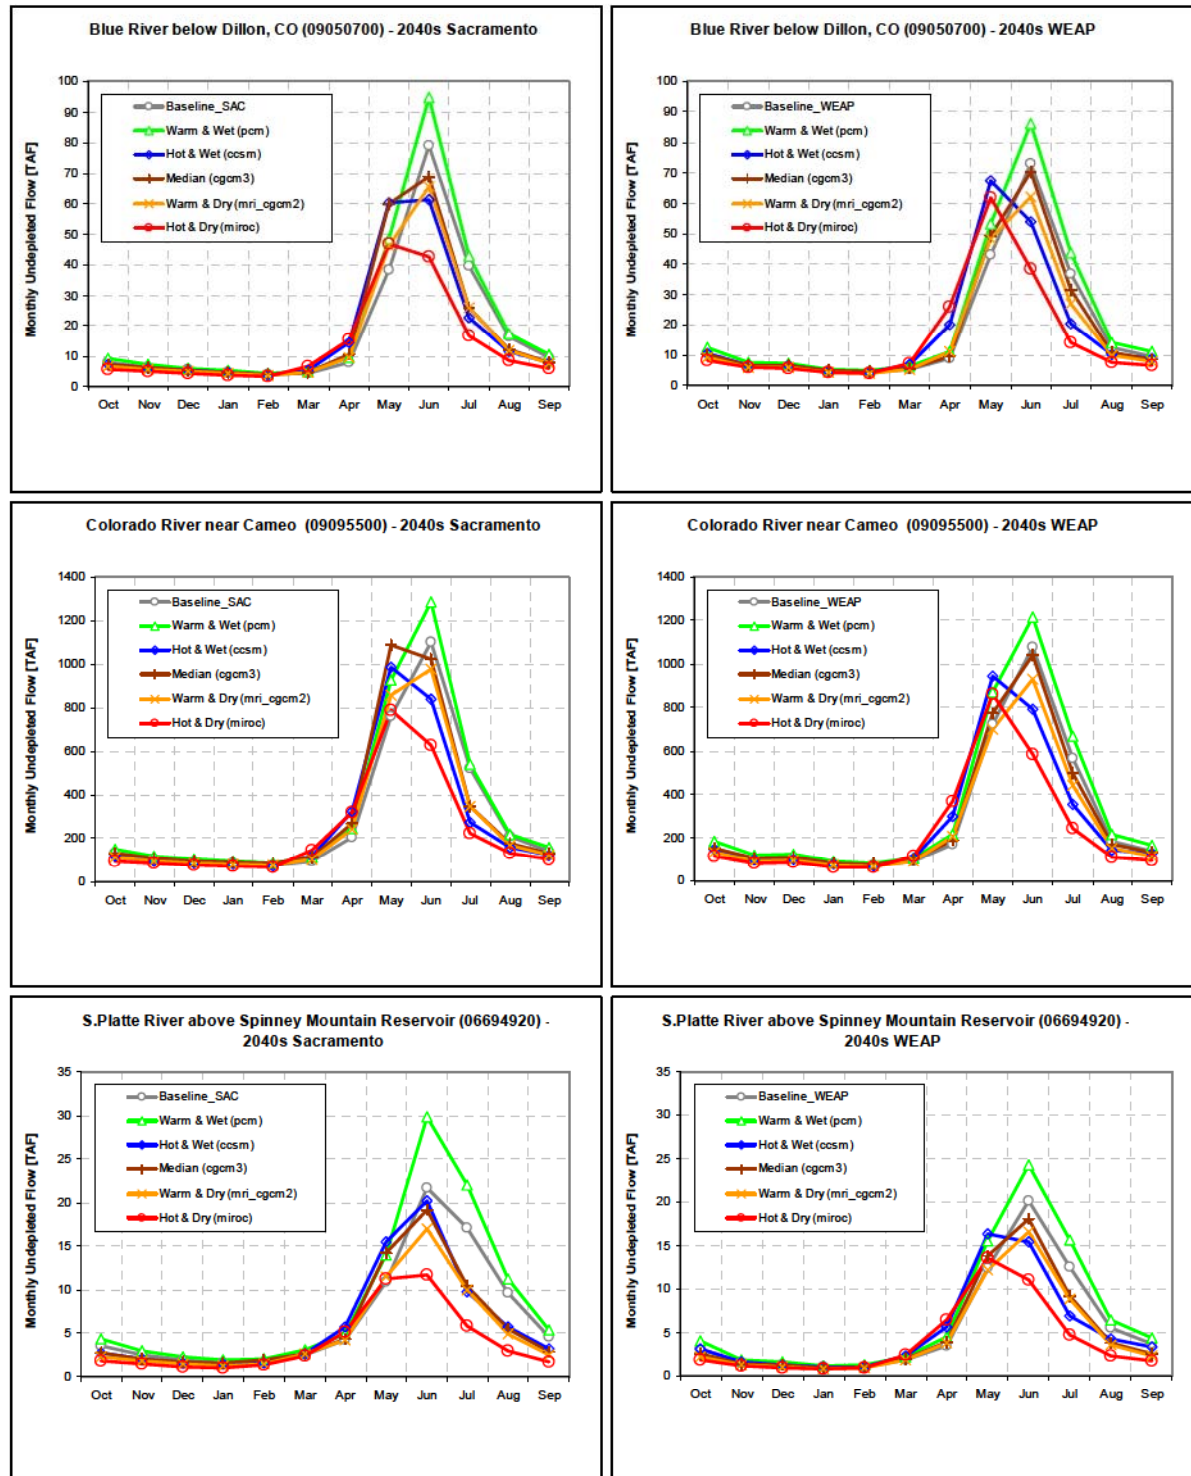 Blue River below Dillon, CO (09050700) - 2040s Sacramento
Monthly Undepleted Flow [TAF]
100
90
80
70
60
50
40
30
20
10
0
Baseline_SAC
Warm & Wet (pcm)
Hot & Wet (ccsm)
Median (cgcm3)
Warm & Dry (mri_cgcm2)
Hot & Dry (miroc)
Oct Nov Dec Jan Feb Mar Apr May Jun Jul Aug Sep
Blue River below Dillon, CO (09050700) - 2040s WEAP
Monthly Undepleted Flow [TAF]
100
90
80
70
60
50
40
30
20
10
0
Baseline_WEAP
Warm & Wet (pcm)
Hot & Wet (ccsm)
Median (cgcm3)
Warm & Dry (mri_cgcm2)
Hot & Dry (miroc)
Oct Nov Dec Jan Feb Mar Apr May Jun Jul Aug Sep
Colorado River near Cameo (09095500) - 2040s Sacramento
Monthly Undepleted Flow [TAF]
1400
1200
1000
800
600
400
200
0
Baseline_SAC
Warm & Wet (pcm)
Hot & Wet (ccsm)
Median (cgcm3)
Warm & Dry (mri_cgcm2)
Hot & Dry (miroc)
Oct Nov Dec Jan Feb Mar Apr May Jun Jul Aug Sep
Colorado River near Cameo (09095500) - 2040s WEAP
Monthly Undepleted Flow [TAF]
1400
1200
1000
800
600
400
200
0
Baseline_WEAP
Warm & Wet (pcm)
Hot & Wet (ccsm)
Median (cgcm3)
Warm & Dry (mri_cgcm2)
Hot & Dry (miroc)
Oct Nov Dec Jan Feb Mar Apr May Jun Jul Aug Sep
S.Platte River above Spinney Mountain Reservoir (06694920) -
2040s Sacramento
Monthly Undepleted Flow [TAF]
35
30
25
20
15
10
5
0
Baseline_SAC
Warm & Wet (pcm)
Hot & Wet (ccsm)
Median (cgcm3)
Warm & Dry (mri_cgcm2)
Hot & Dry (miroc)
Oct Nov Dec Jan Feb Mar Apr May Jun Jul Aug Sep
S.Platte River above Spinney Mountain Reservoir (06694920) -
2040s WEAP
Monthly Undepleted Flow [TAF]
35
30
25
20
15
10
5
0
Baseline_WEAP
Warm & Wet (pcm)
Hot & Wet (ccsm)
Median (cgcm3)
Warm & Dry (mri_cgcm2)
Hot & Dry (miroc)
Oct Nov Dec Jan Feb Mar Apr May Jun Jul Aug Sep